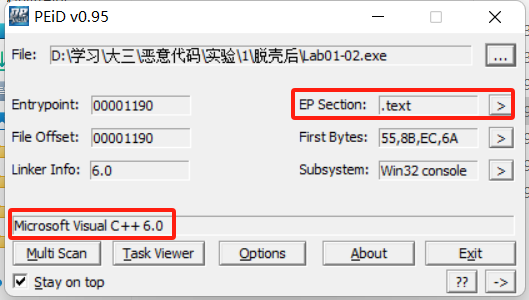 PEiD v0.95
File: D:\学习\大三\恶意代码\实验\1\脱壳后\Lab01-02.exe ...
Entrypoint: 00001190 EP Section: .text >
File Offset: 00001190 First Bytes: 55,8B,EC,6A >
Linker Info: 6.0 Subsystem: Win32 console >
Microsoft Visual C++ 6.0
Multi Scan Task Viewer Options About Exit
Stay on top ?? ->